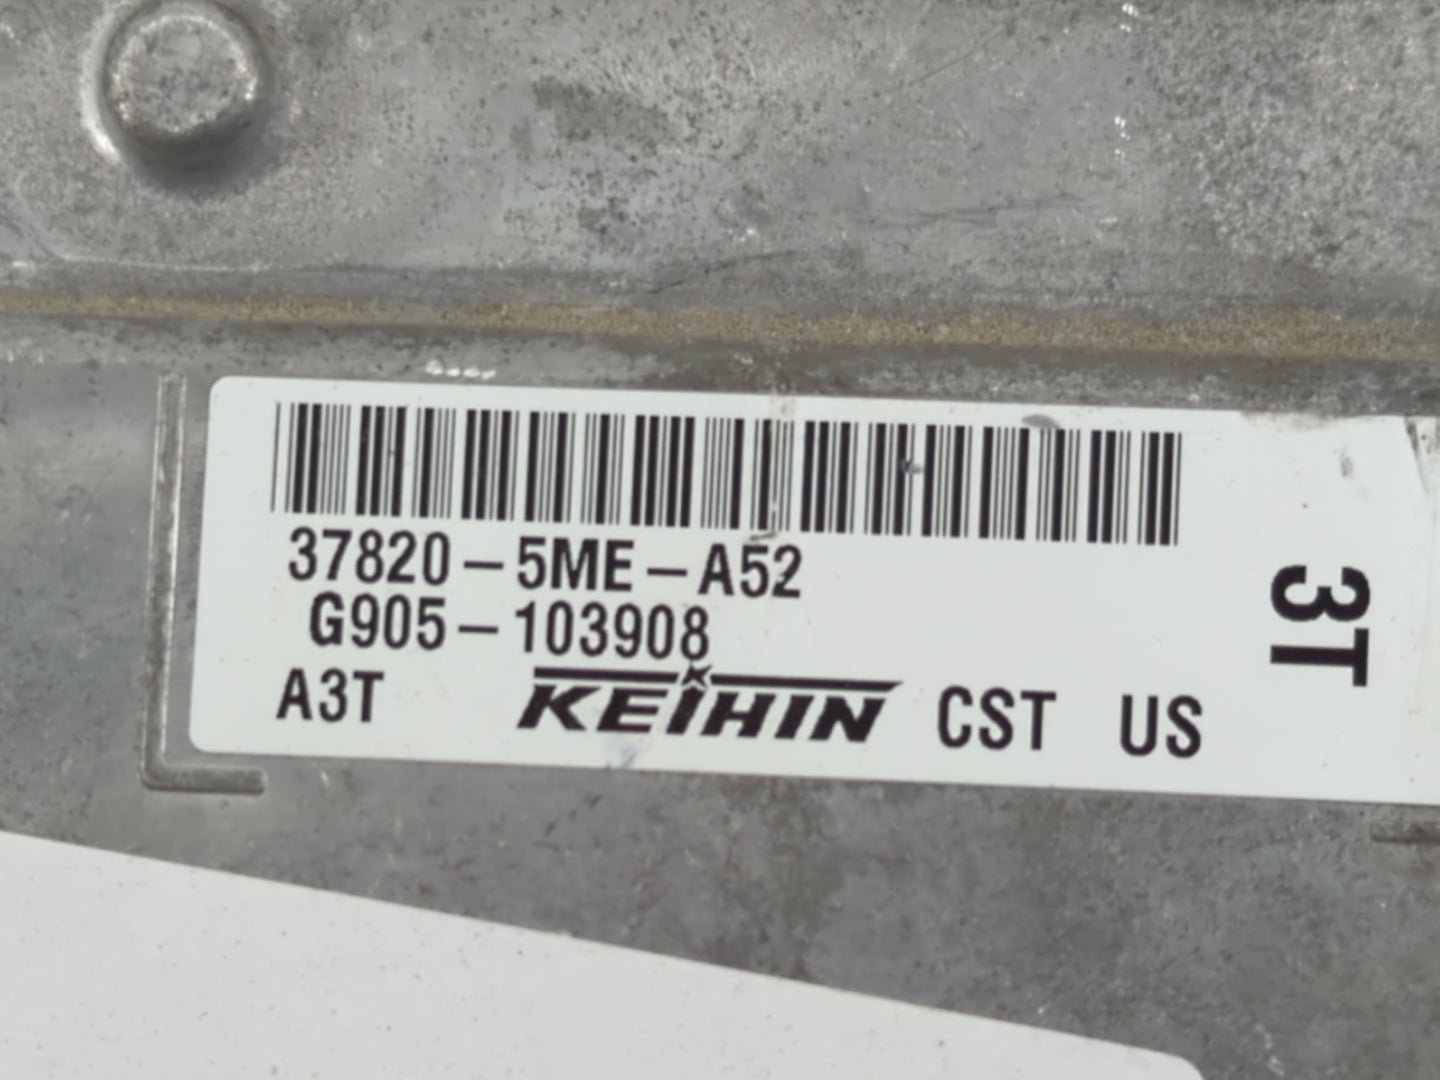 37820-5ME-A52
G905-103908
A3T KEIHIN CST US
3T